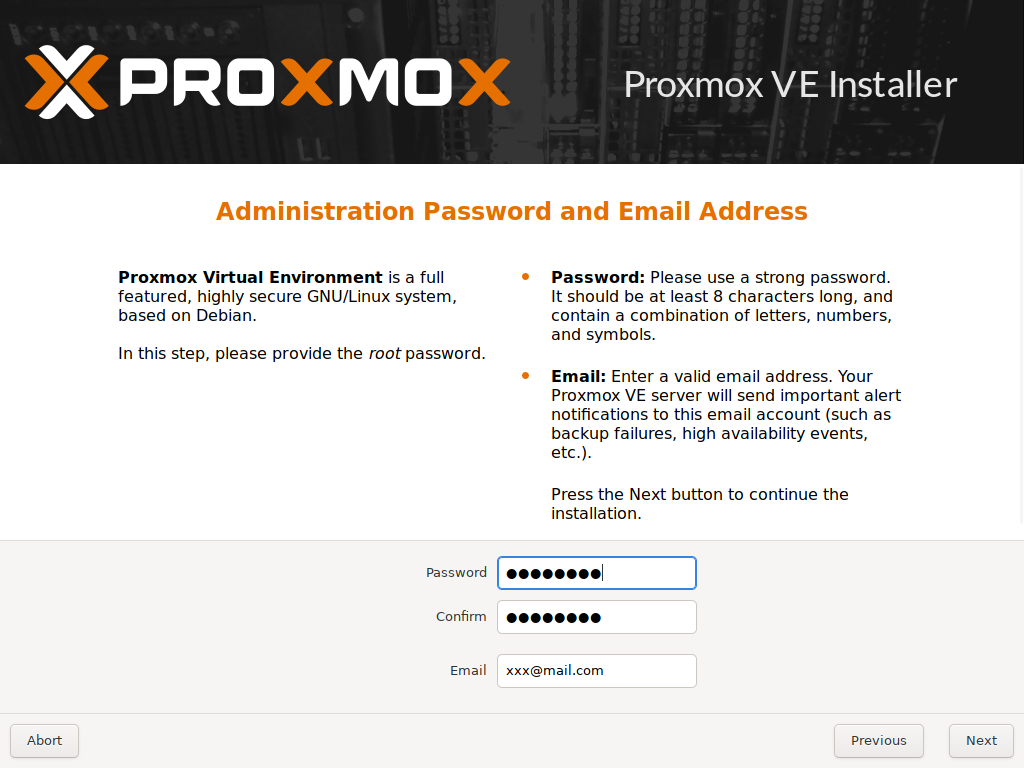 PROXMOX
Proxmox VE Installer
Administration Password and Email Address
Proxmox Virtual Environment is a full
featured, highly secure GNU/Linux system,
based on Debian.
In this step, please provide the root password.
• Password: Please use a strong password.
It should be at least 8 characters long, and
contain a combination of letters, numbers,
and symbols.
• Email: Enter a valid email address. Your
Proxmox VE server will send important alert
notifications to this email account (such as
backup failures, high availability events,
etc.).
Press the Next button to continue the
installation.
Password ●●●●●●●●
Confirm ●●●●●●●●
Email xxx@mail.com
Abort Previous Next